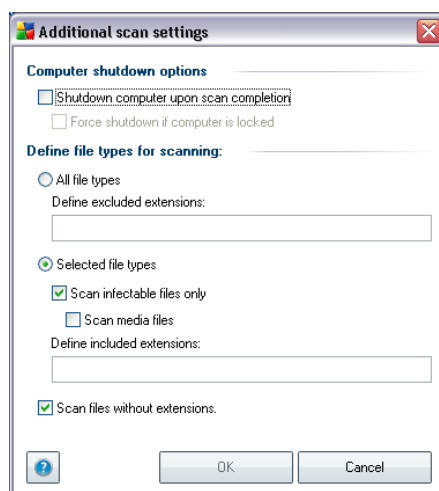 Additional scan settings
Computer shutdown options
Shutdown computer upon scan completion
Force shutdown if computer is locked
Define file types for scanning:
All file types
Define excluded extensions:
Selected file types
Scan infectable files only
Scan media files
Define included extensions:
Scan files without extensions.
?
OK
Cancel